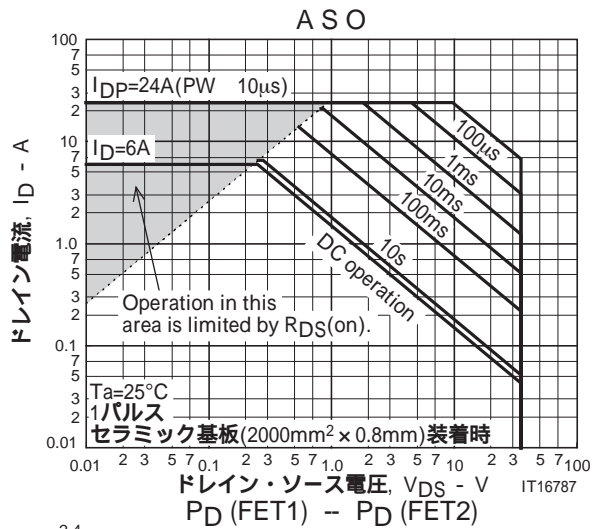 A S O
100
7
5
3
2
10
7
5
3
2
1.0
7
5
3
2
0.1
7
5
3
2
0.01
ドレイン電流, ID - A
IDP=24A(PW 10μs)
ID=6A
100μs
1ms
10ms
100ms
10s
DC operation
Operation in this
area is limited by RDS(on).
Ta=25°C
1パルス
セラミック基板(2000mm²×0.8mm)装着時
0.01 2 3 5 7 0.1 2 3 5 7 1.0 2 3 5 7 10 2 3 5 7 100
ドレイン・ソース電圧, VDS - V
IT16787
PD (FET1) -- PD (FET2)